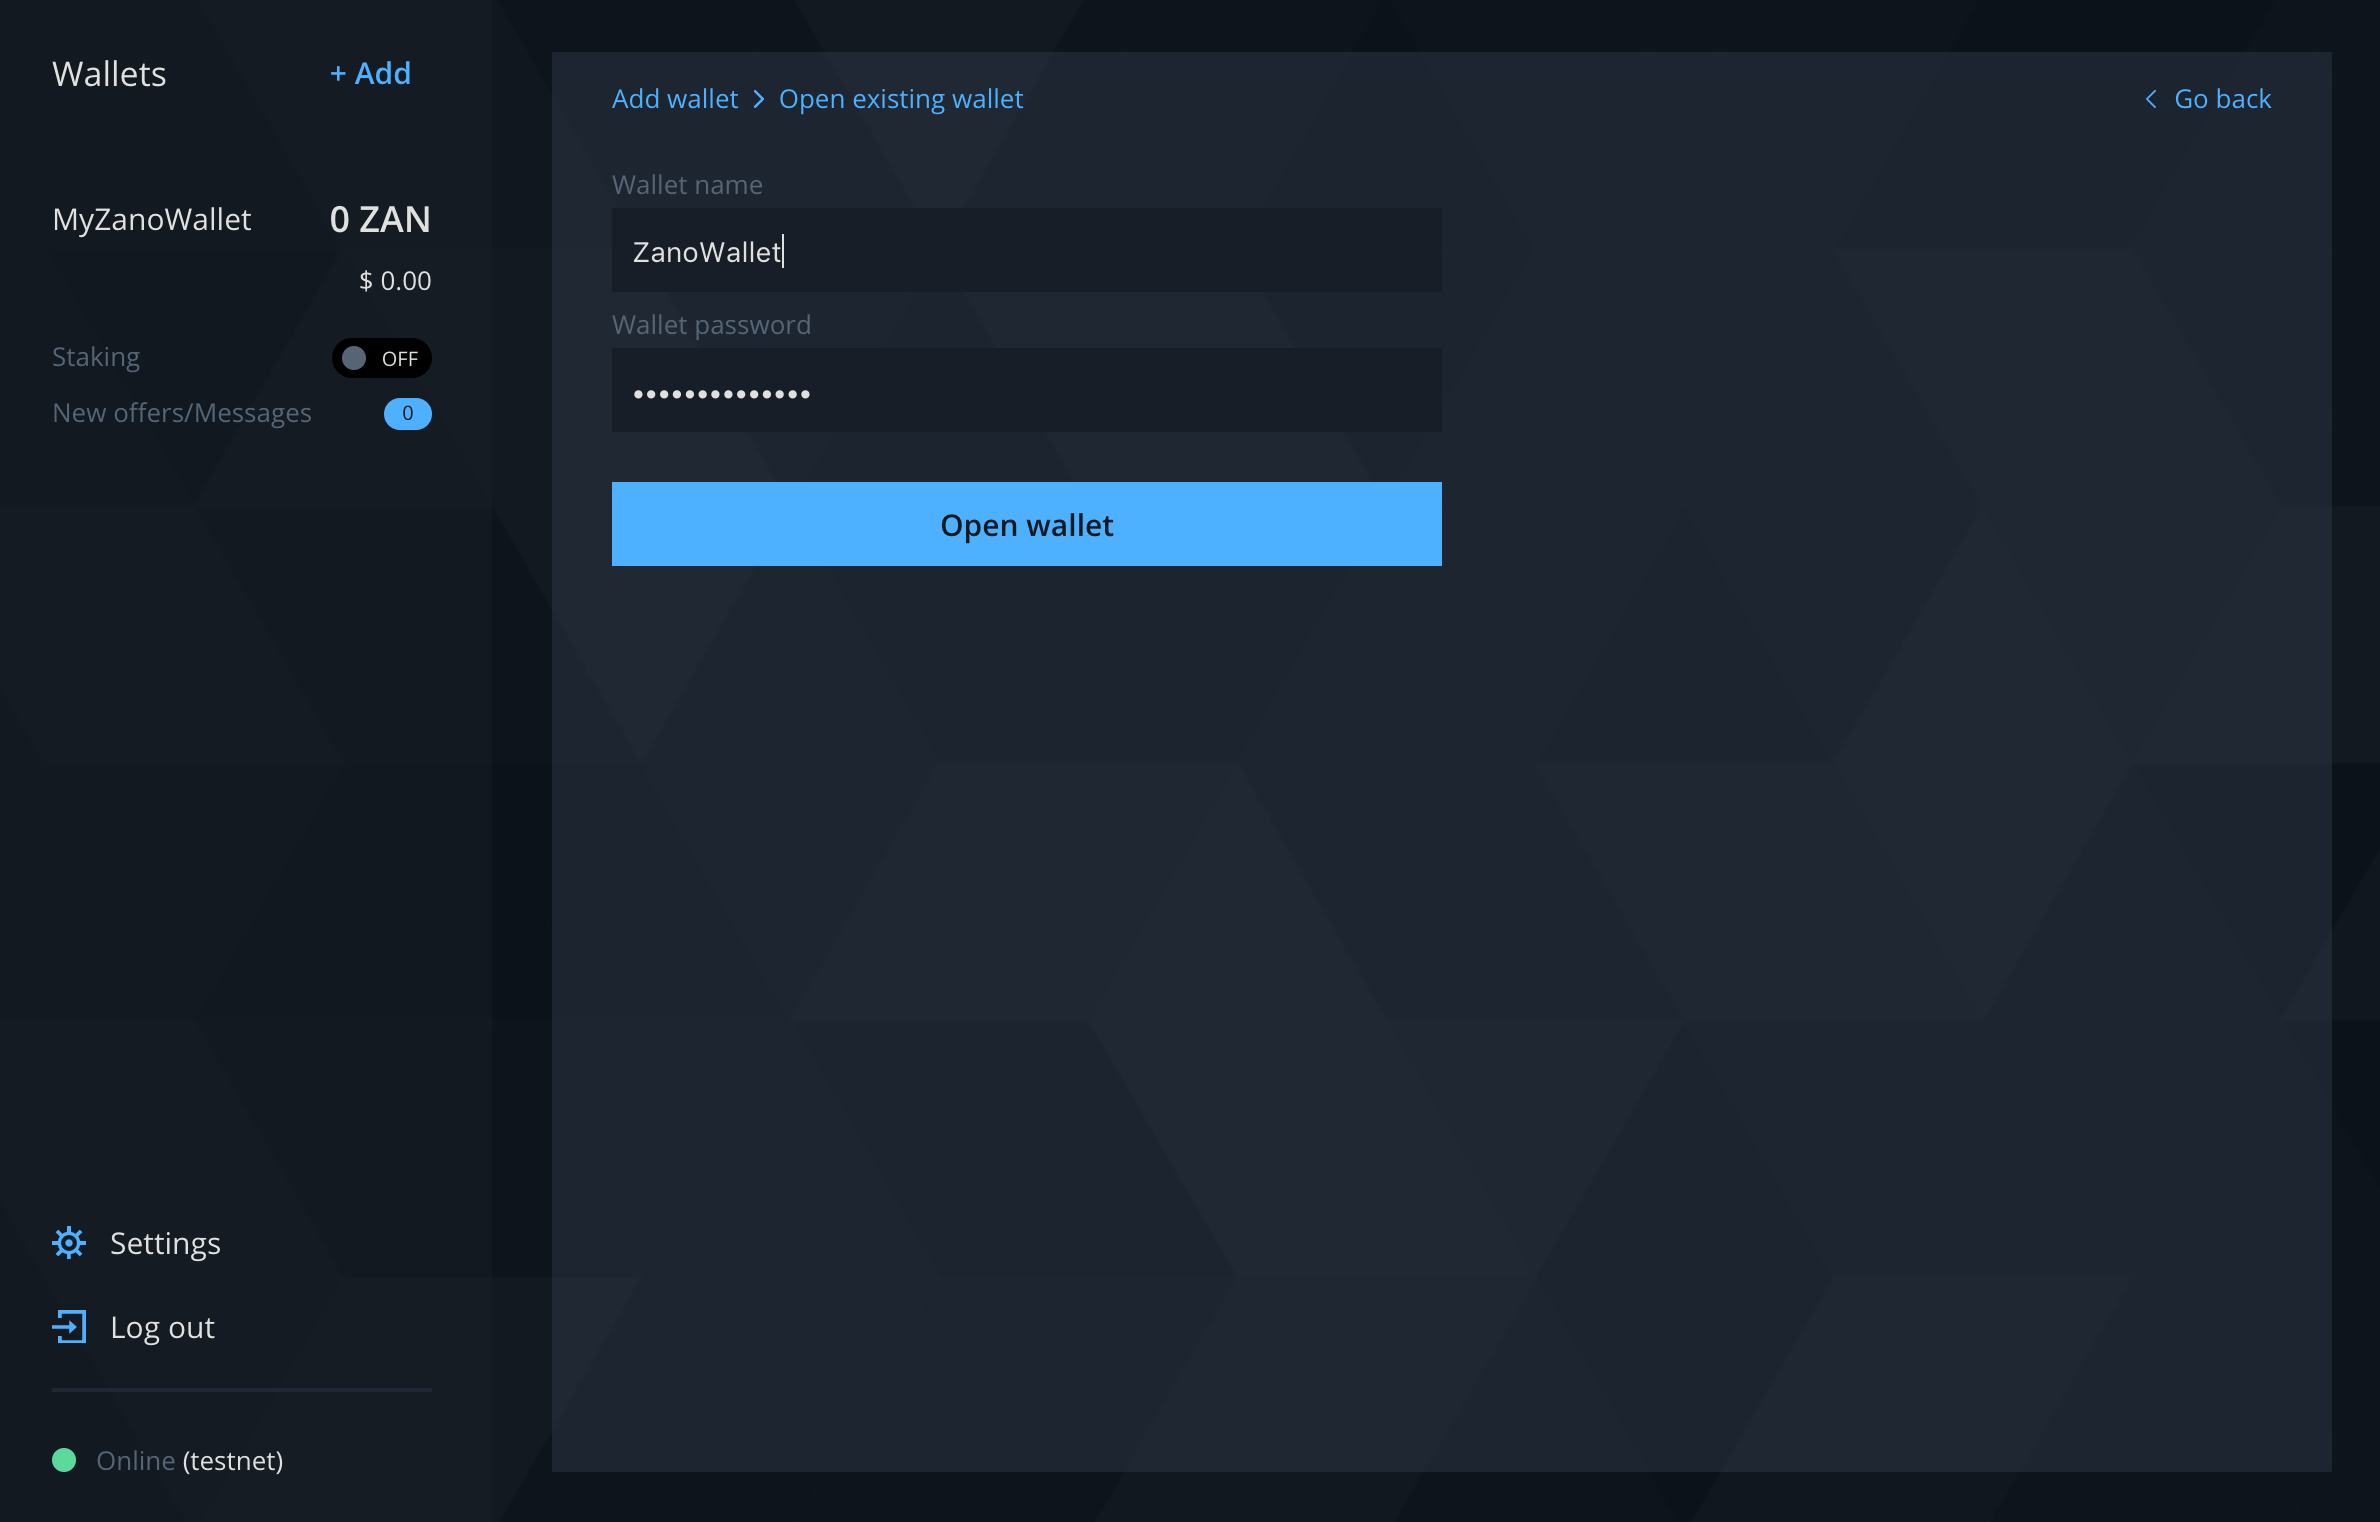 Wallets
+ Add
MyZanoWallet
0 ZAN
$ 0.00
Staking
OFF
New offers/Messages
0
Settings
Log out
Online (testnet)
Add wallet > Open existing wallet
< Go back
Wallet name
ZanoWallet
Wallet password
••••••••••••••
Open wallet